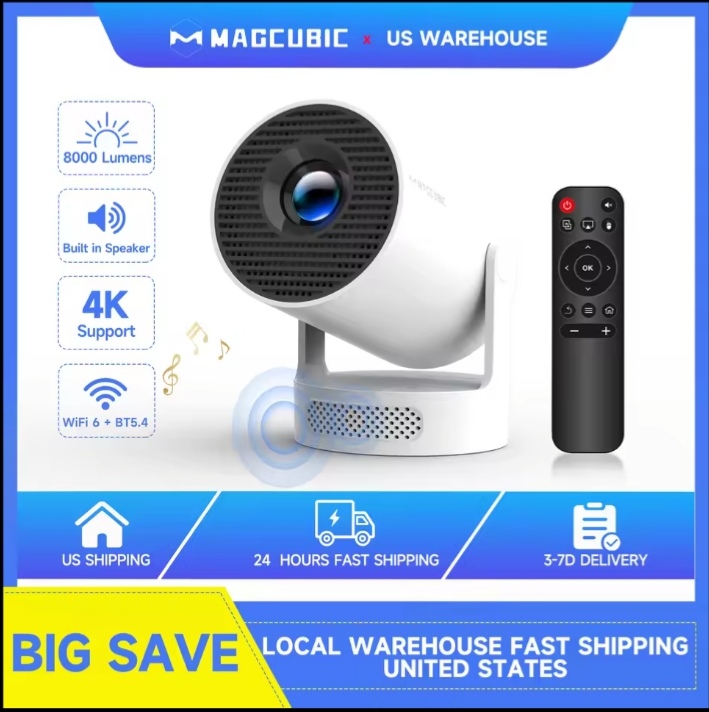 MAGCUBIC x US WAREHOUSE
8000 Lumens
Built in Speaker
4K
Support
WiFi 6 + BT5.4
MAGCUBIC
OK
US SHIPPING
24 HOURS FAST SHIPPING
3-7D DELIVERY
BIG SAVE
LOCAL WAREHOUSE FAST SHIPPING
UNITED STATES